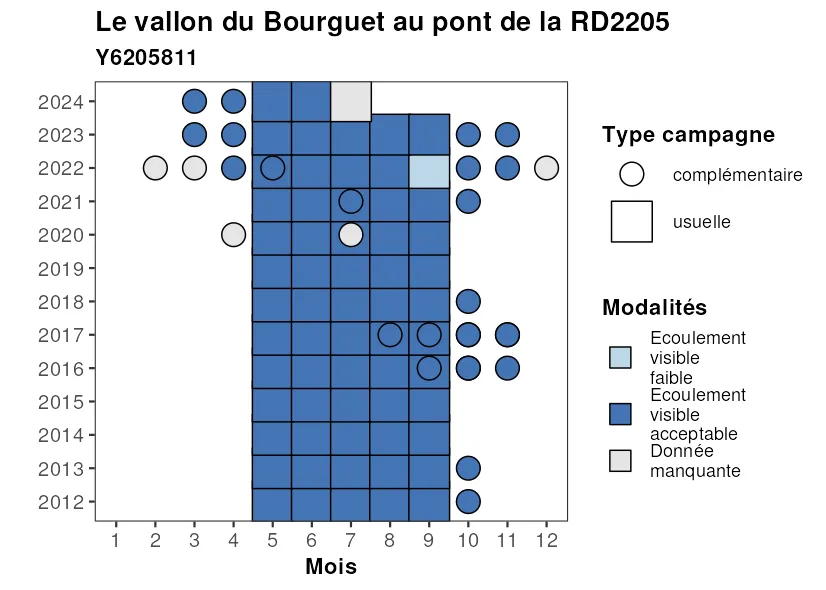 Le vallon du Bourguet au pont de la RD2205
Y6205811
2024
2023
2022
2021
2020
2019
2018
2017
2016
2015
2014
2013
2012
1 2 3 4 5 6 7 8 9 10 11 12
Mois
Type campagne
complémentaire
usuelle
Modalités
Ecoulement
visible
faible
Ecoulement
visible
acceptable
Donnée
manquante